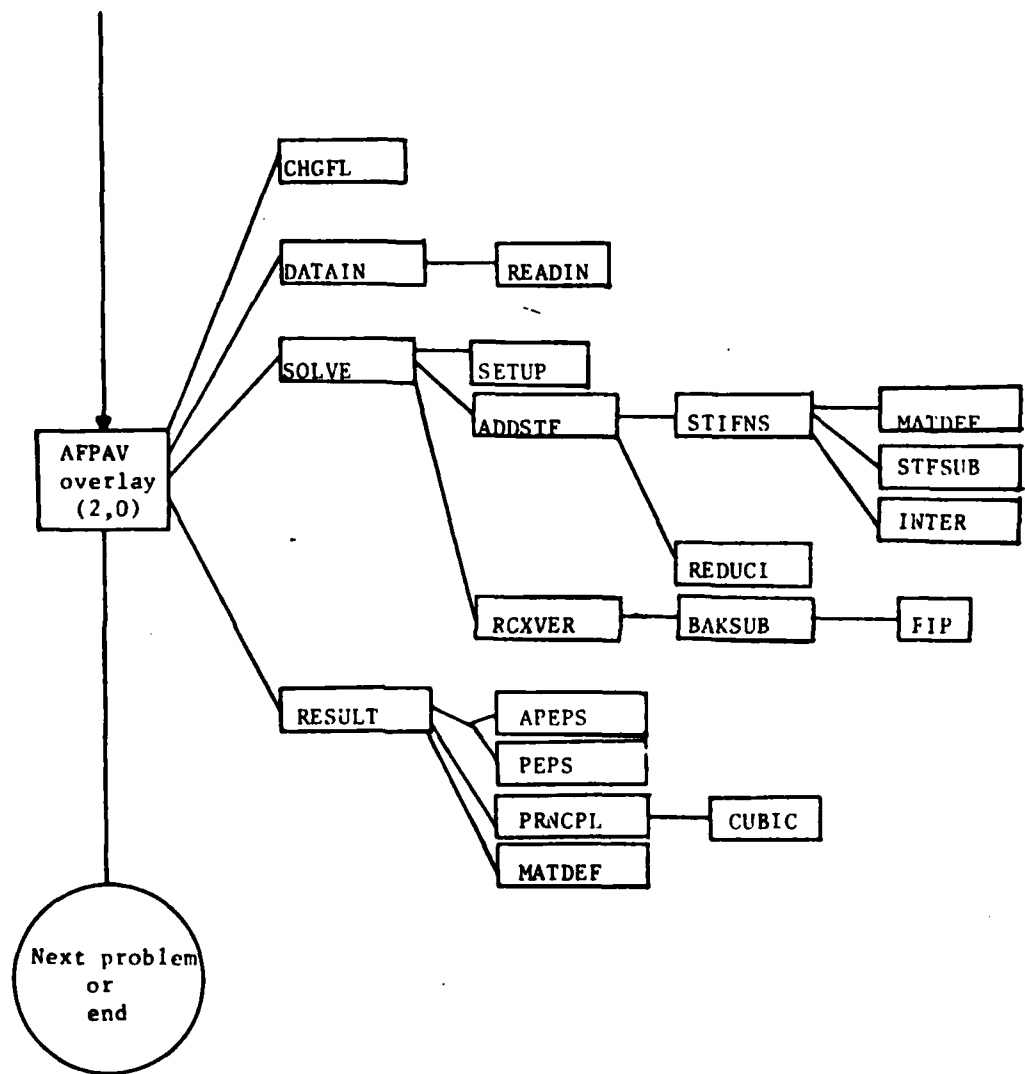 CHGFL
DATAIN
READIN
SOLVE
SETUP
ADDSTF
STIFNS
MATDEF
STFSUB
INTER
AFPAV
overlay
(2,0)
REDUCI
RCXVER
BAKSUB
FIP
RESULT
APEPS
PEPS
PRNCPL
CUBIC
MATDEF
Next problem
or
end